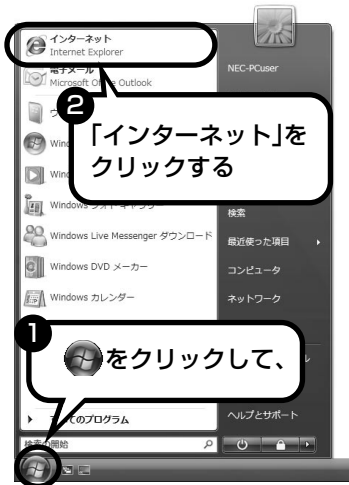 インターネット
Internet Explorer
電子メール
Microsoft Office Outlook
NEC-PCuser
❷
「インターネット」を
クリックする
Windows Live Messenger ダウンロード
Windows DVD メーカー
Windows カレンダー
検索
最近使った項目
コンピュータ
ネットワーク
❶
をクリックして、
すべてのプログラム
ヘルプとサポート
検索の開始